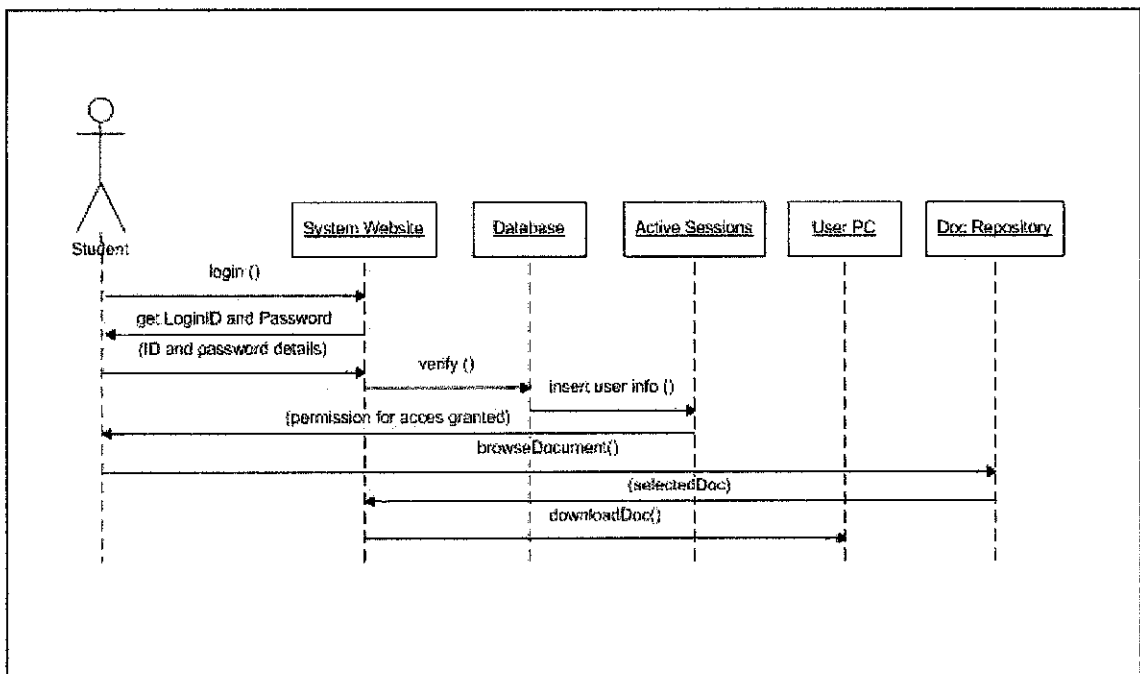 Student
System Website
Database
Active Sessions
User PC
Doc Repository
login ()
get LoginID and Password
(ID and password details)
verify ()
insert user info ()
(permission for acces granted)
browseDocument()
(selectedDoc)
downloadDoc()